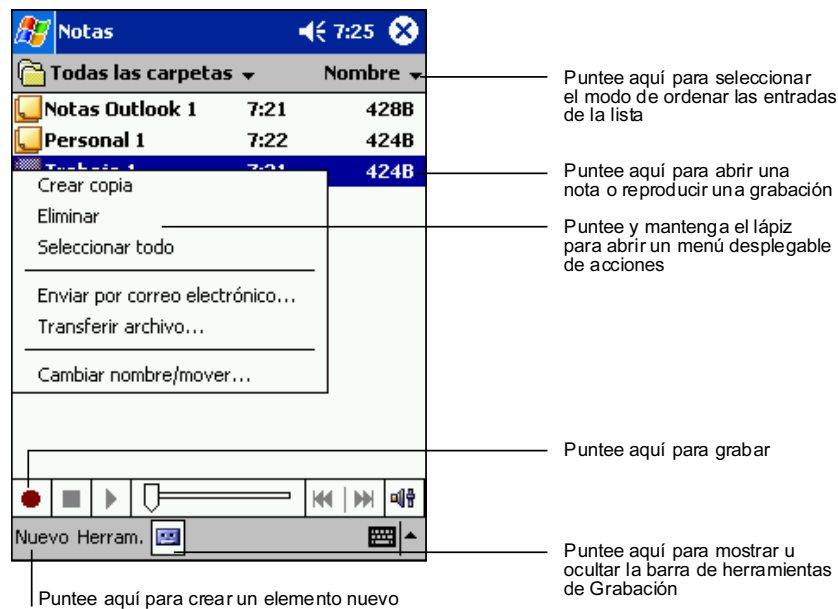 Notas 7:25
Todas las carpetas Nombre
Notas Outlook 1 7:21 428B
Personal 1 7:22 424B
Trabajo 1 7:21 424B
Crear copia
Eliminar
Seleccionar todo
Enviar por correo electrónico...
Transferir archivo...
Cambiar nombre/mover...
Nuevo Herram.
Puntee aquí para seleccionar
el modo de ordenar las entradas
de la lista
Puntee aquí para abrir una
nota o reproducir una grabación
Puntee y mantenga el lápiz
para abrir un menú desplegable
de acciones
Puntee aquí para grabar
Puntee aquí para mostrar u
ocultar la barra de herramientas
de Grabación
Puntee aquí para crear un elemento nuevo